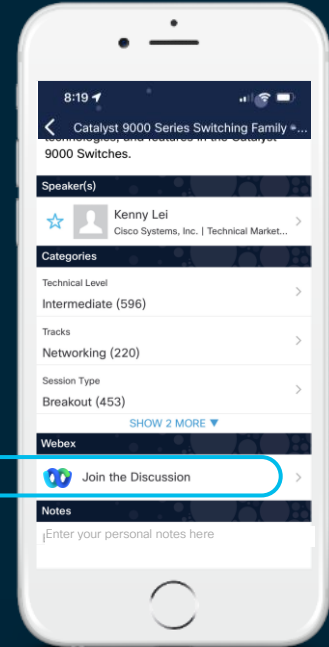 8:19
Catalyst 9000 Series Switching Family -...
technologies, and features in the Catalyst
9000 Switches.
Speaker(s)
Kenny Lei
Cisco Systems, Inc. | Technical Market...
Categories
Technical Level
Intermediate (596)
Tracks
Networking (220)
Session Type
Breakout (453)
SHOW 2 MORE ▼
Webex
Join the Discussion
Notes
Enter your personal notes here